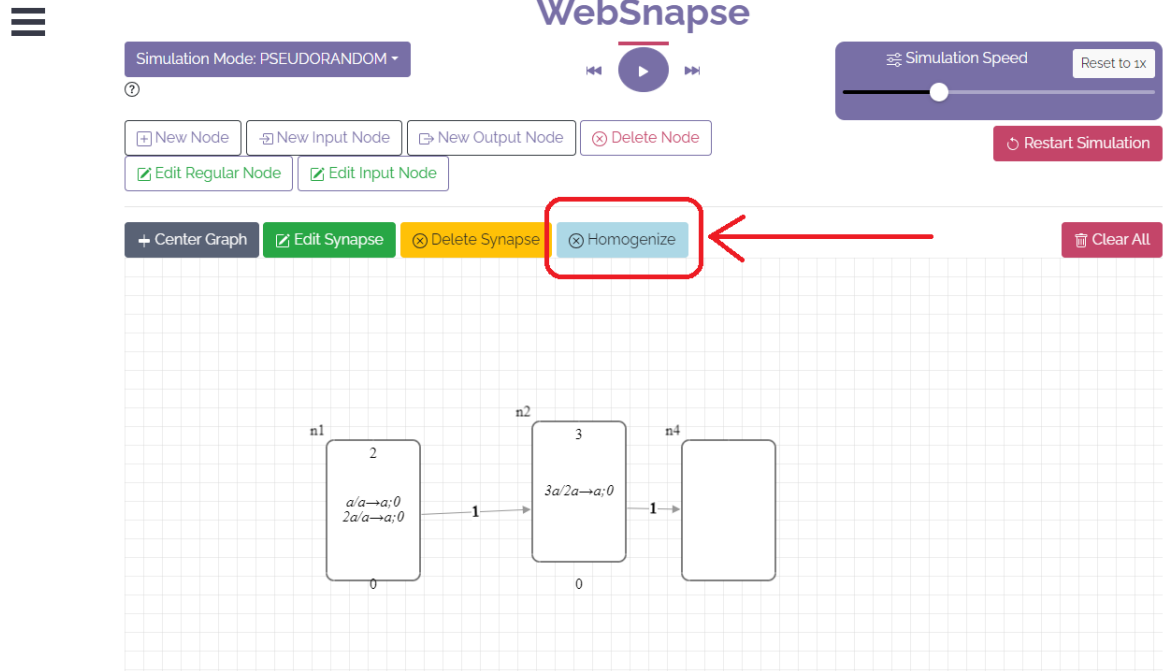 WebSnapse
Simulation Mode: PSEUDORANDOM
Simulation Speed
Reset to 1x
?
New Node
New Input Node
New Output Node
Delete Node
Restart Simulation
Edit Regular Node
Edit Input Node
Center Graph
Edit Synapse
Delete Synapse
Homogenize
Clear All
n1
2
a/a→a;0
2a/a→a;0
0
1
n2
3
3a/2a→a;0
0
1
n4